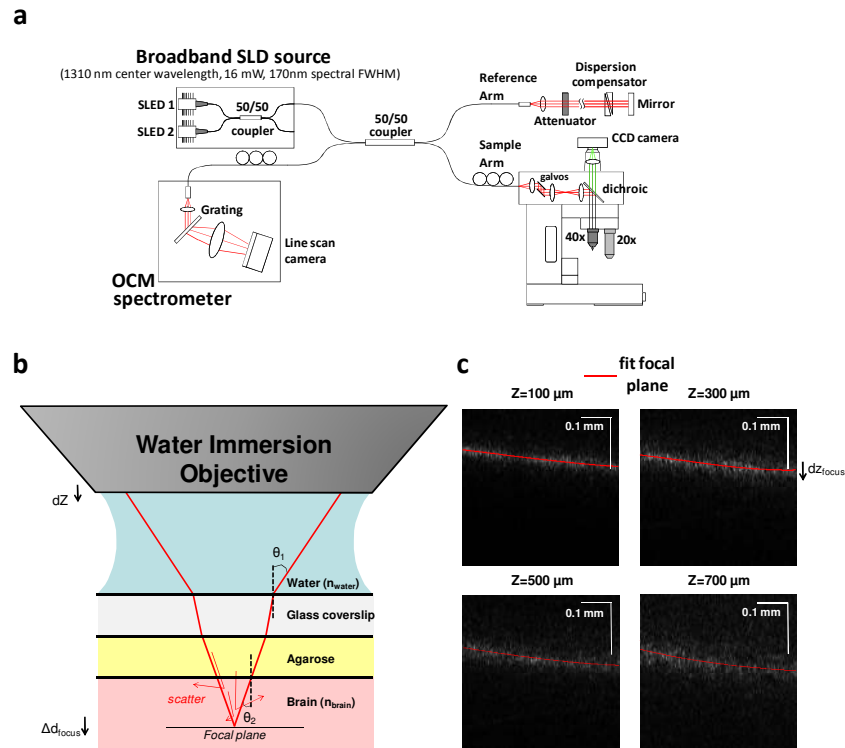 a
Broadband SLD source
(1310 nm center wavelength, 16 mW, 170nm spectral FWHM)
SLED 1
SLED 2
50/50
coupler
50/50
coupler
Reference
Arm
Attenuator
Dispersion
compensator
Mirror
CCD camera
Sample
Arm
galvos
dichroic
40x
20x
Grating
Line scan
camera
OCM
spectrometer
b
Water Immersion
Objective
dZ
θ1
Water (nwater)
Glass coverslip
Agarose
scatter
Brain (nbrain)
θ2
Δdfocus
Focal plane
c
fit focal
plane
Z=100 µm
Z=300 µm
0.1 mm
0.1 mm
dzfocus
Z=500 µm
Z=700 µm
0.1 mm
0.1 mm